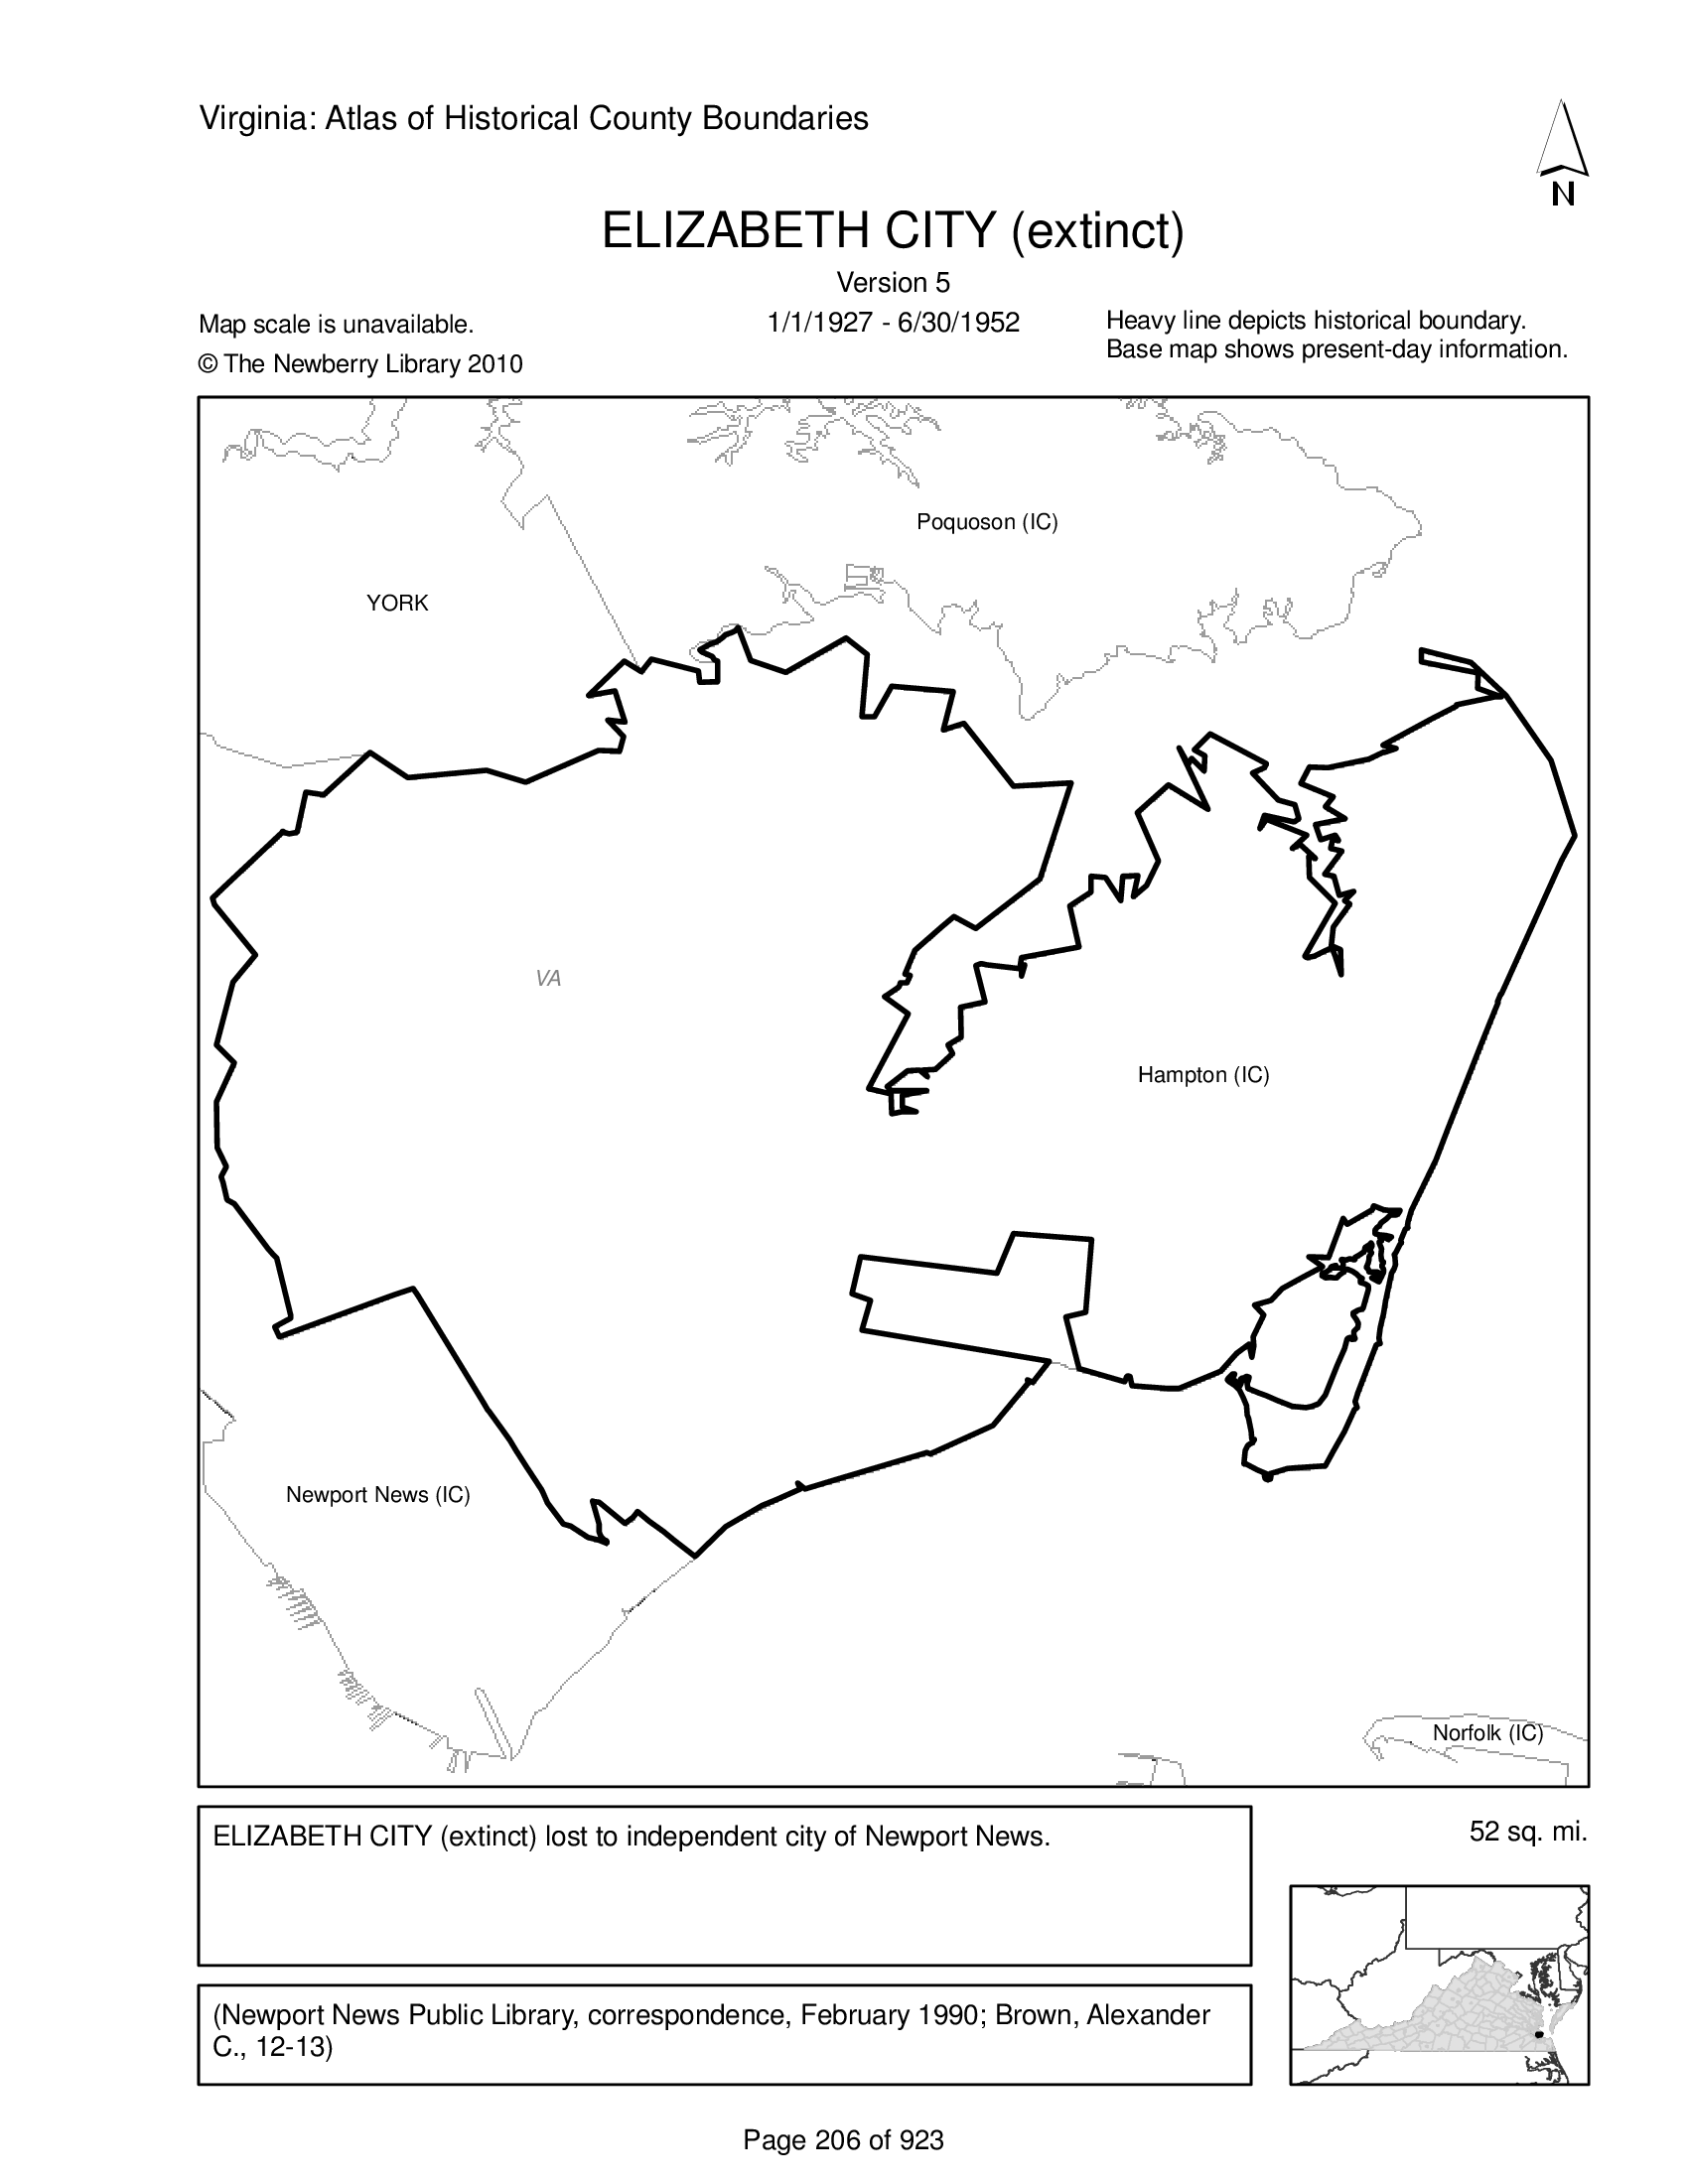 Virginia: Atlas of Historical County Boundaries
N
ELIZABETH CITY (extinct)
Version 5
Map scale is unavailable.
1/1/1927 - 6/30/1952
Heavy line depicts historical boundary.
© The Newberry Library 2010
Base map shows present-day information.
Poquoson (IC)
YORK
VA
Hampton (IC)
Newport News (IC)
Norfolk (IC)
ELIZABETH CITY (extinct) lost to independent city of Newport News.
52 sq. mi.
(Newport News Public Library, correspondence, February 1990; Brown, Alexander
C., 12-13)
Page 206 of 923